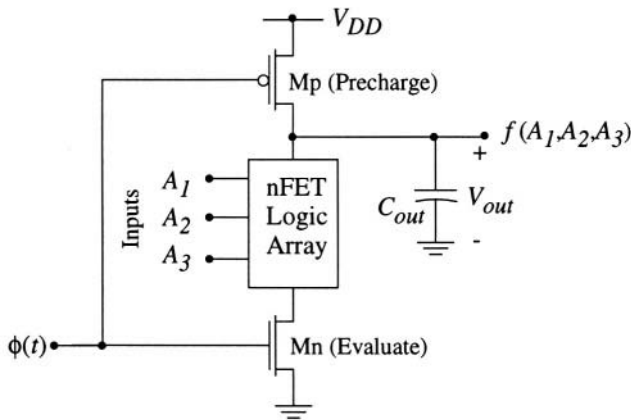 V_DD
Mp (Precharge)
f(A_1,A_2,A_3)
+
Inputs
A_1
A_2
A_3
nFET
Logic
Array
C_out
V_out
-
ϕ(t)
Mn (Evaluate)